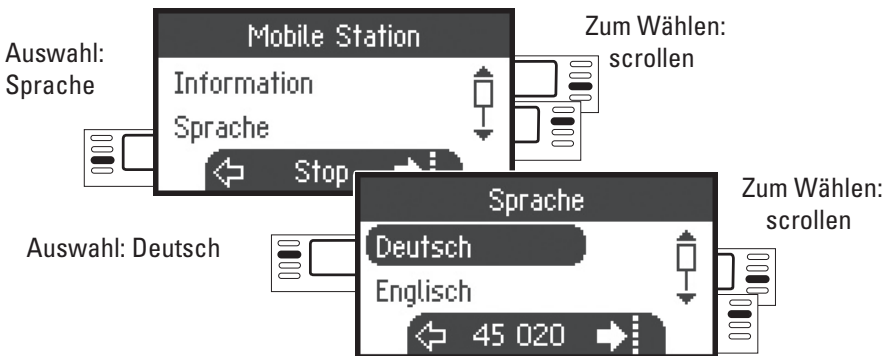 Auswahl:
Sprache
Mobile Station
Information
Sprache
Stop
Zum Wählen:
scrollen
Auswahl: Deutsch
Sprache
Deutsch
Englisch
45 020
Zum Wählen:
scrollen